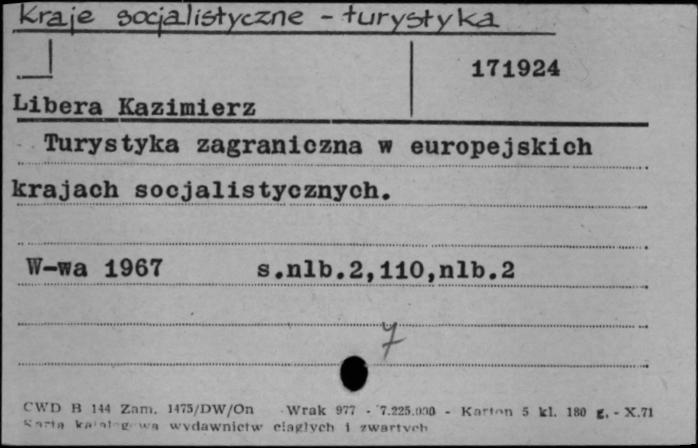 kraje socjalistyczne - turystyka
171924
Libera Kazimierz
Turystyka zagraniczna w europejskich
krajach socjalistycznych.
W-wa 1967 s.nlb.2,110,nlb.2
7
CWD B 144 Zam. 1475/DW/On Wrak 977 - 7.225.000 - Karton 5 kl. 180 g. - X.71
Karta katalogowa wydawnictw ciągłych i zwartych